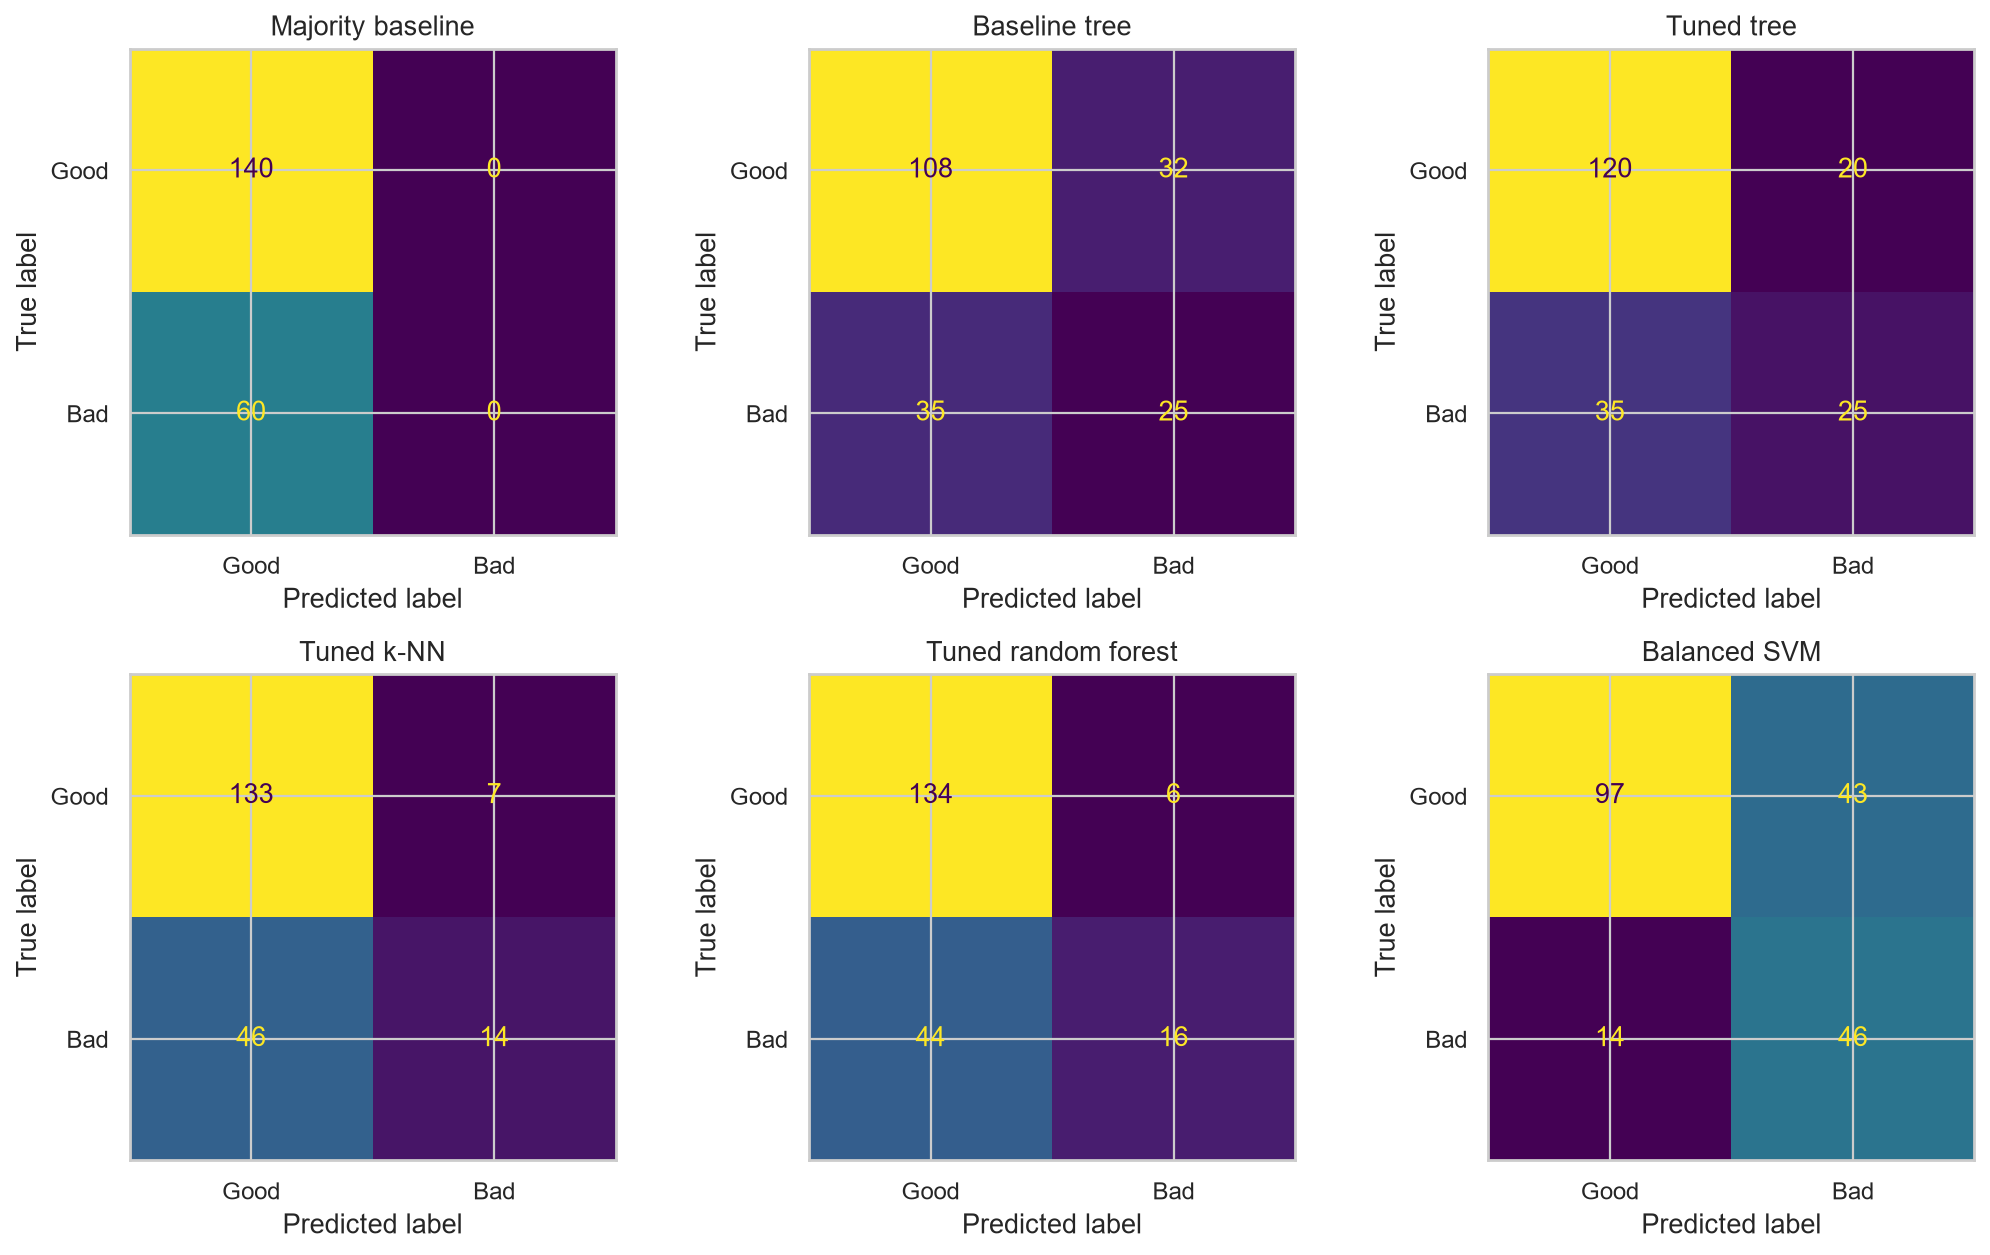 Majority baseline
True label
Good
140
0
Bad
60
0
Good
Bad
Predicted label
Baseline tree
True label
Good
108
32
Bad
35
25
Good
Bad
Predicted label
Tuned tree
True label
Good
120
20
Bad
35
25
Good
Bad
Predicted label
Tuned k-NN
True label
Good
133
7
Bad
46
14
Good
Bad
Predicted label
Tuned random forest
True label
Good
134
6
Bad
44
16
Good
Bad
Predicted label
Balanced SVM
True label
Good
97
43
Bad
14
46
Good
Bad
Predicted label